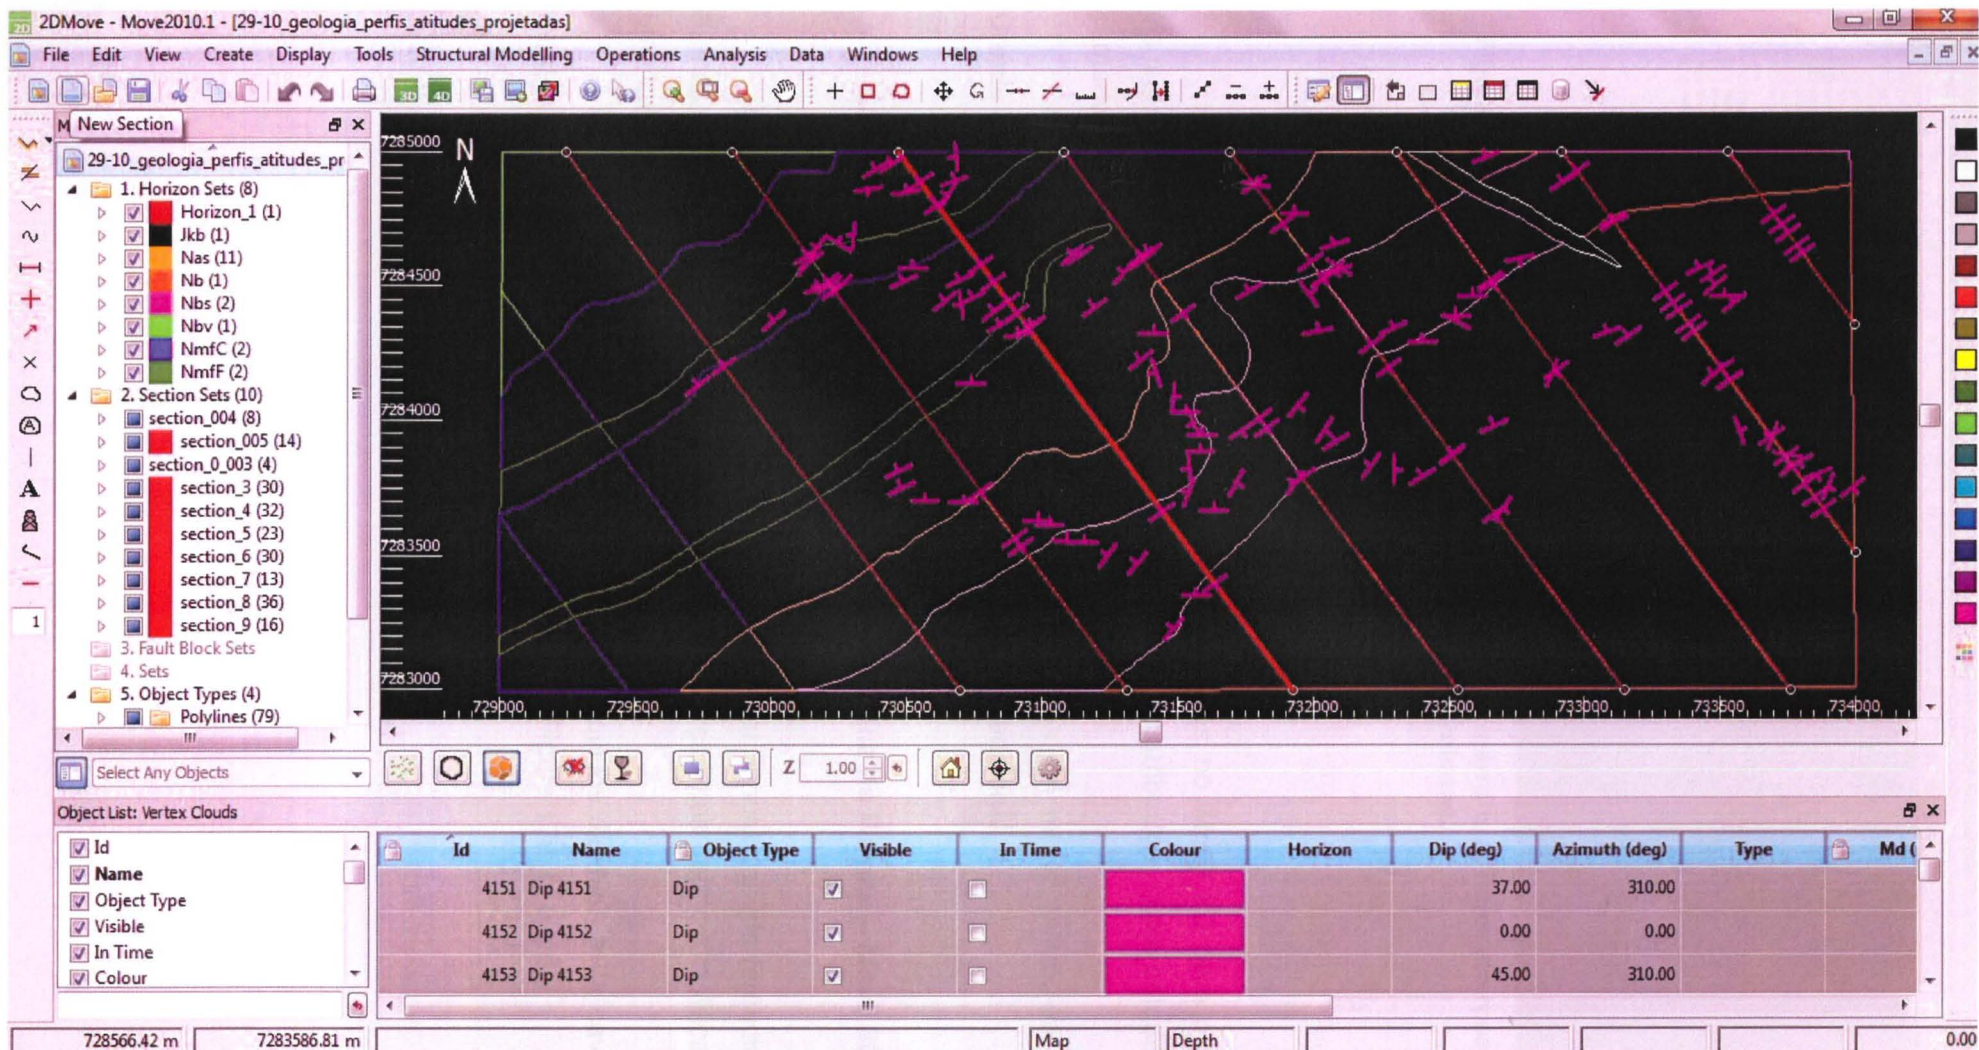 2DMove - Move2010.1 - [29-10_geologia_perfis_atitudes_projetadas]
File Edit View Create Display Tools Structural Modelling Operations Analysis Data Windows Help
3D 4D
M New Section
29-10_geologia_perfis_atitudes_pr
1. Horizon Sets (8)
Horizon_1 (1)
Jkb (1)
Nas (11)
Nb (1)
Nbs (2)
Nbv (1)
NmfC (2)
NmfF (2)
2. Section Sets (10)
section_004 (8)
section_005 (14)
section_0_003 (4)
section_3 (30)
section_4 (32)
section_5 (23)
section_6 (30)
section_7 (13)
section_8 (36)
section_9 (16)
3. Fault Block Sets
4. Sets
5. Object Types (4)
Polylines (79)
A
1
N
7285000
7284500
7284000
7283500
7283000
729000 729500 730000 730500 731000 731500 732000 732500 733000 733500 734000
Select Any Objects
Z 1.00
Object List: Vertex Clouds
Id
Name
Object Type
Visible
In Time
Colour
Id Name Object Type Visible In Time Colour Horizon Dip (deg) Azimuth (deg) Type Md (
4151 Dip 4151 Dip 37.00 310.00
4152 Dip 4152 Dip 0.00 0.00
4153 Dip 4153 Dip 45.00 310.00
728566.42 m 7283586.81 m Map Depth 0.00